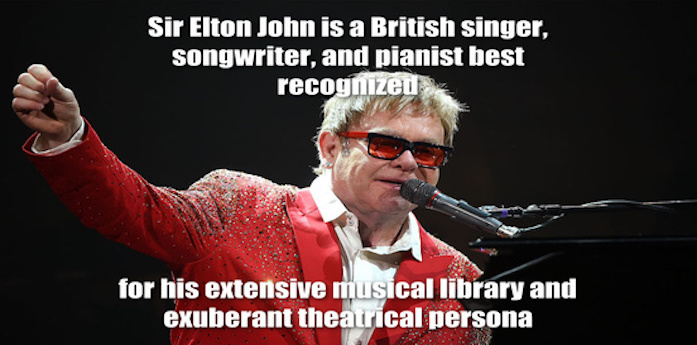 Sir Elton John is a British singer,
songwriter, and pianist best
recognized
for his extensive musical library and
exuberant theatrical persona